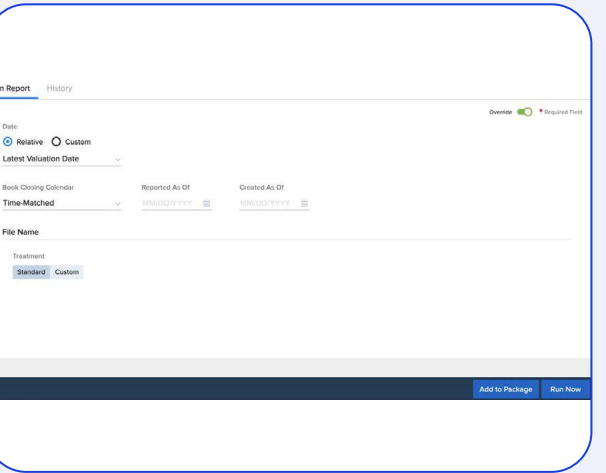 n Report History
Override * Required Field
Date
Relative Custom
Latest Valuation Date
Book Closing Calendar Reported As Of Created As Of
Time-Matched MM/DD/YYYY MM/DD/YYYY
File Name
Treatment
Standard Custom
Add to Package Run Now